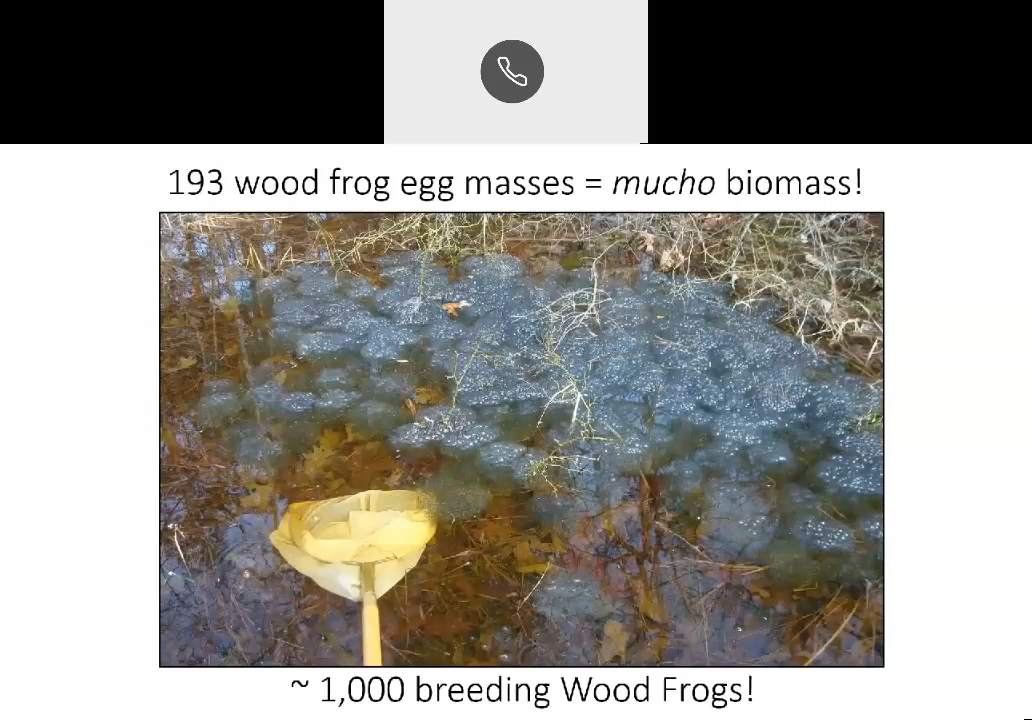 193 wood frog egg masses = mucho biomass!
~ 1,000 breeding Wood Frogs!